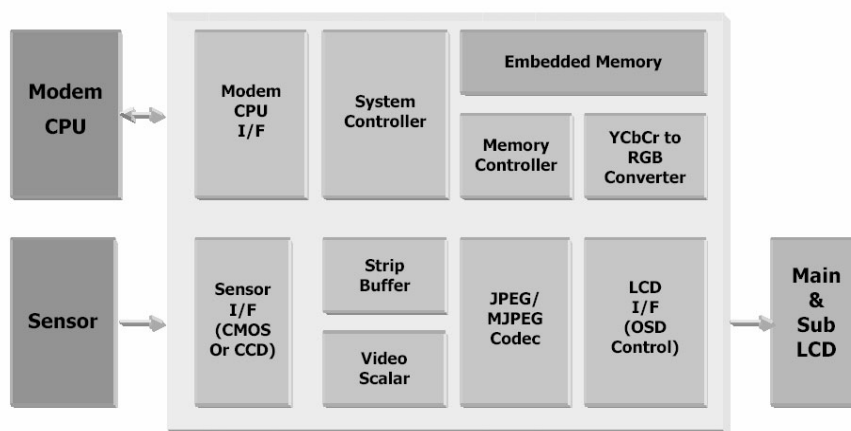 Modem
CPU
Modem
CPU
I/F
System
Controller
Embedded Memory
Memory
Controller
YCbCr to
RGB
Converter
Sensor
Sensor
I/F
(CMOS
Or CCD)
Strip
Buffer
Video
Scalar
JPEG/
MJPEG
Codec
LCD
I/F
(OSD
Control)
Main
&
Sub
LCD